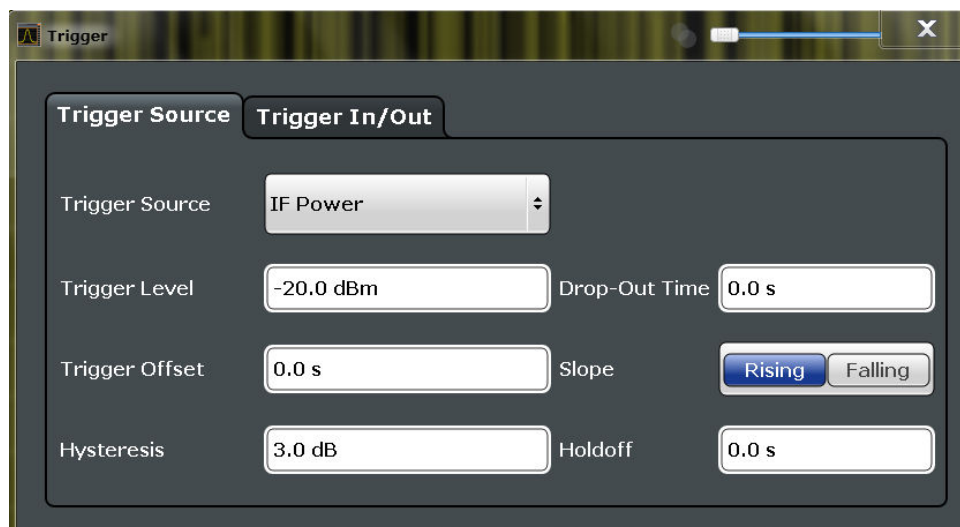 Trigger
X
Trigger Source Trigger In/Out
Trigger Source IF Power
Trigger Level -20.0 dBm Drop-Out Time 0.0 s
Trigger Offset 0.0 s Slope Rising Falling
Hysteresis 3.0 dB Holdoff 0.0 s